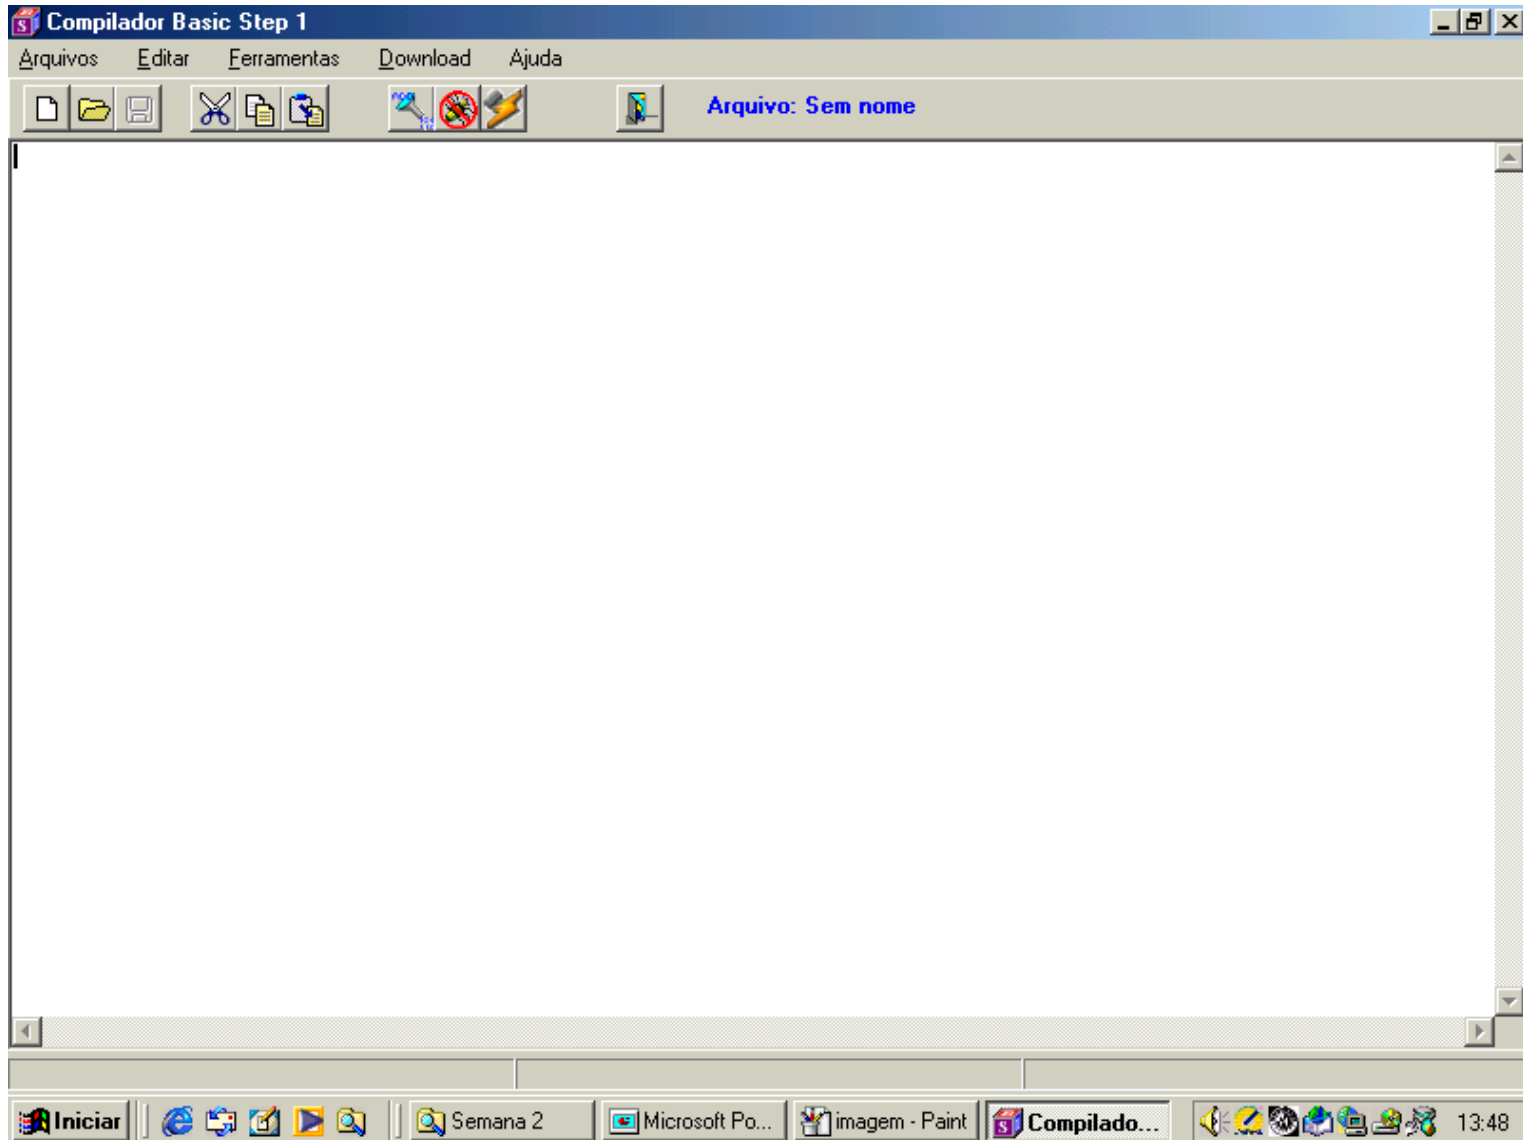 Compilador Basic Step 1
Arquivos Editar Ferramentas Download Ajuda
Arquivo: Sem nome
Iniciar Semana 2 Microsoft Po... imagem - Paint Compilado... 13:48